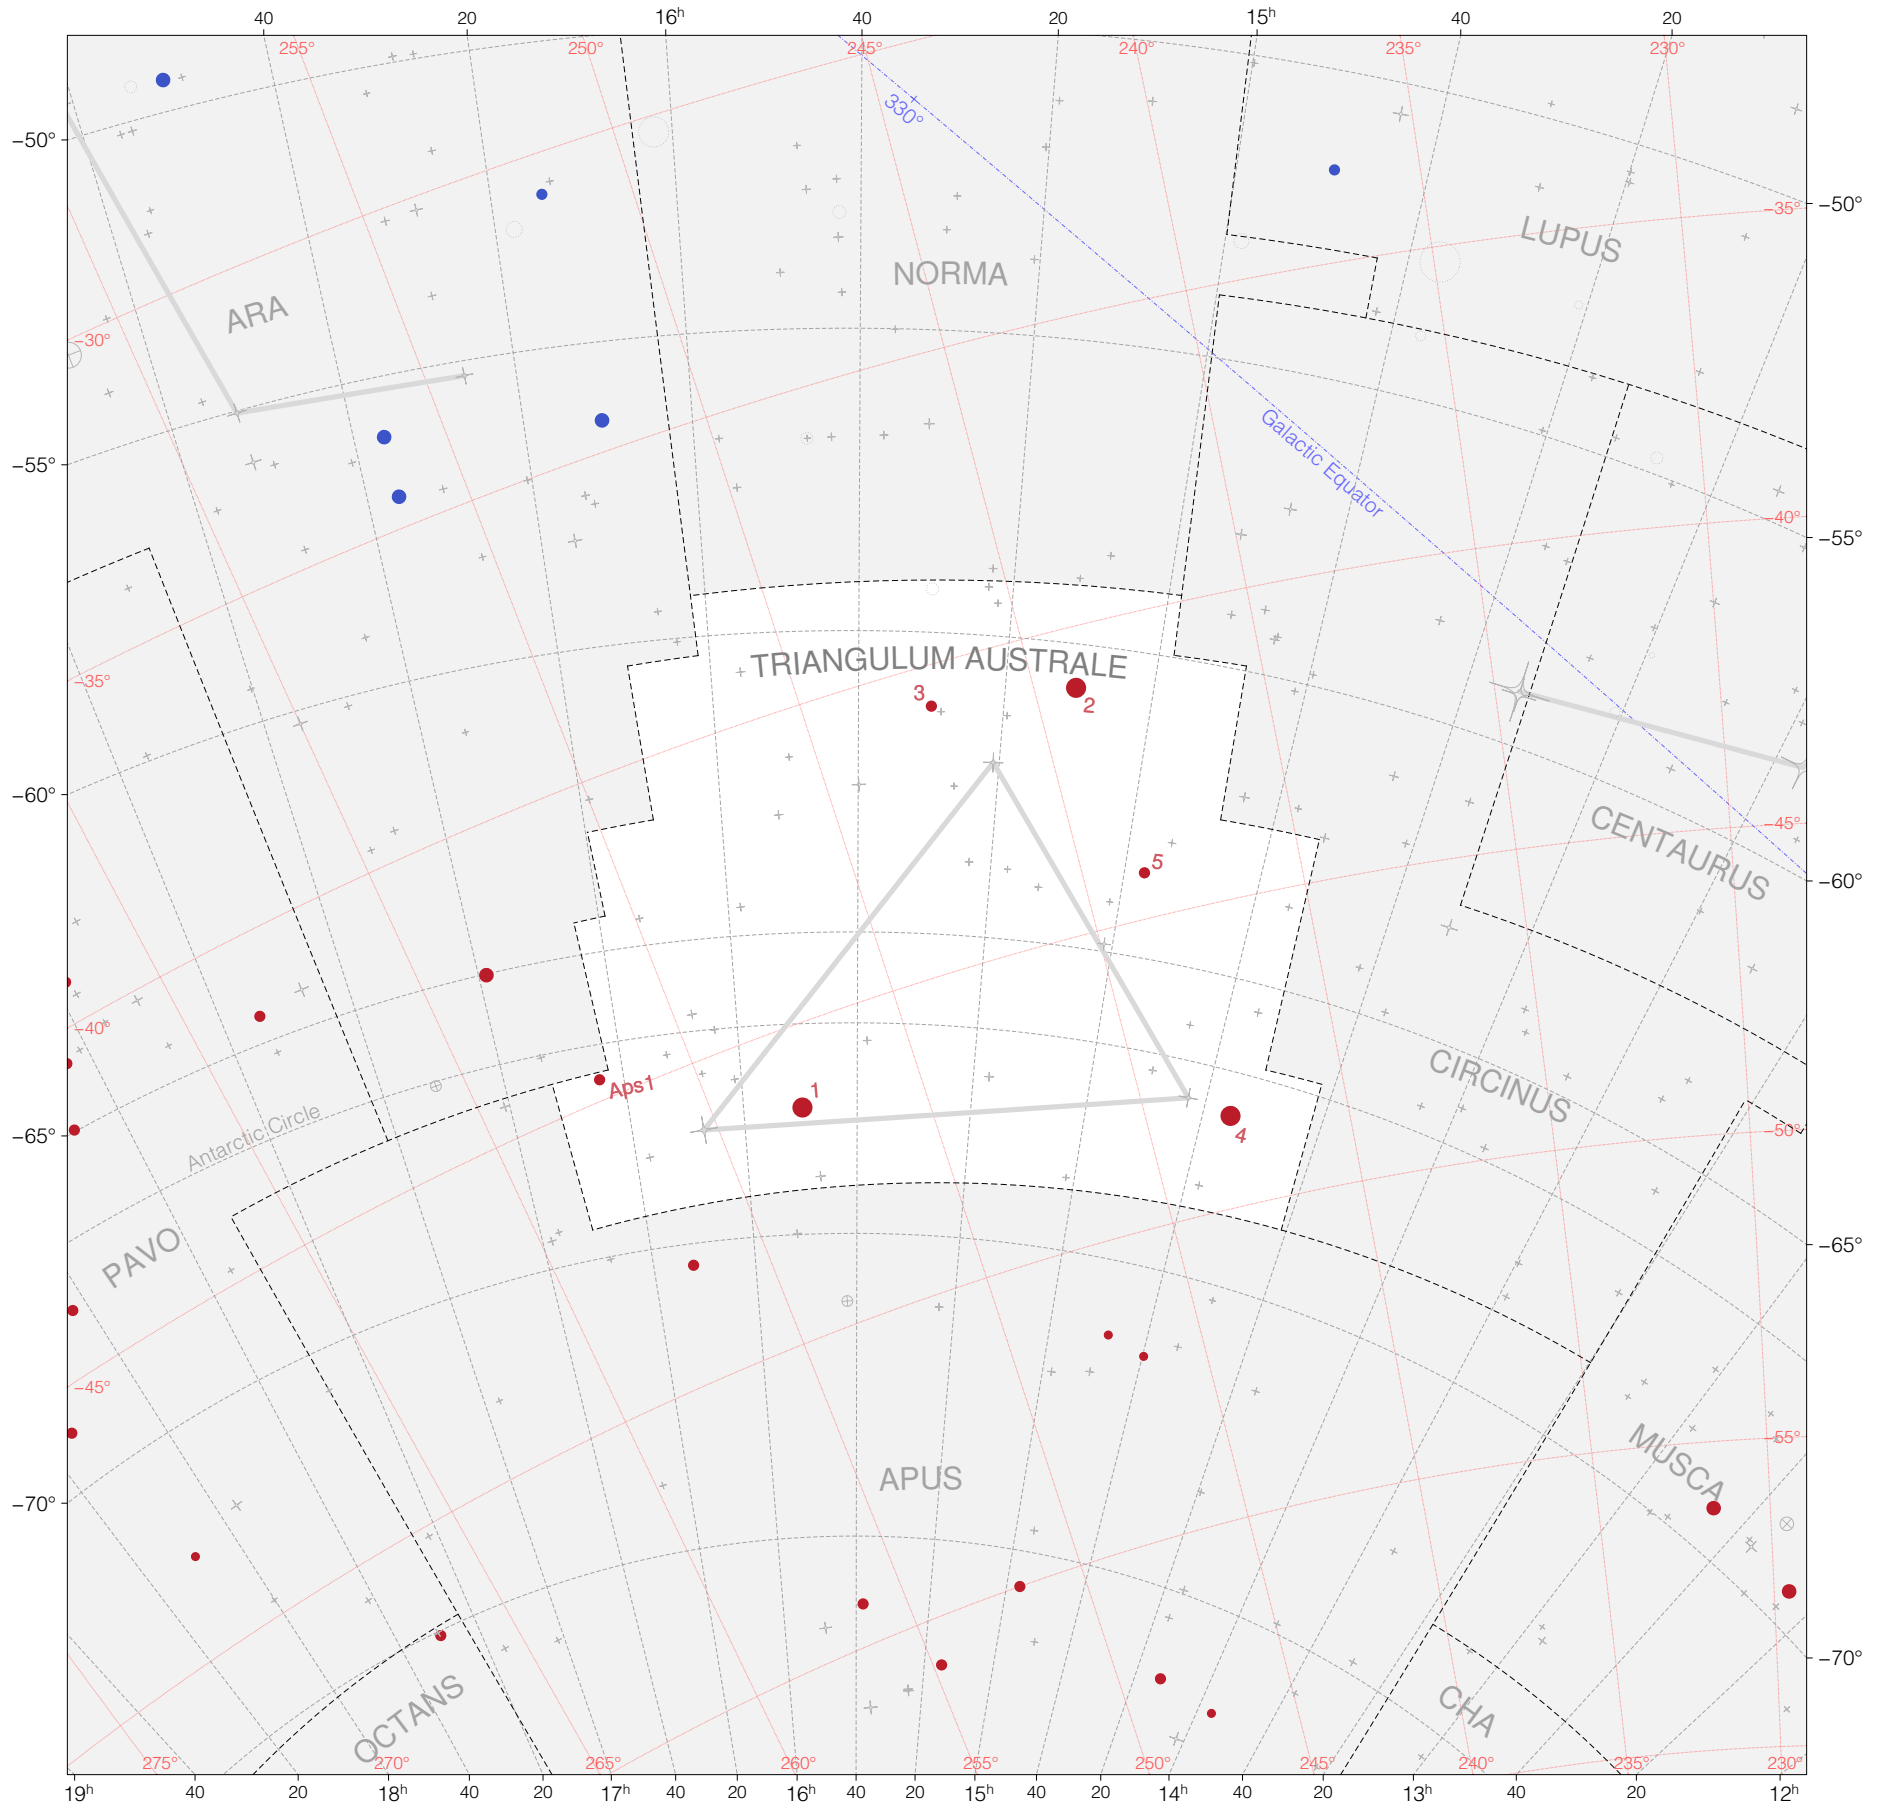 40 20 16h 40 20 15h 40 20
255° 250° 245° 240° 235° 230°
330°
-50°
-50°
-35°
LUPUS
NORMA
ARA
-30°
Galactic Equator
-55°
-40°
-55°
TRIANGULUM AUSTRALE
-35°
3
2
-60°
CENTAURUS
-45°
5
-60°
-40°
CIRCINUS
Aps1
1
Antarctic Circle
-65°
4
-50°
PAVO
-65°
-45°
MUSCA
-55°
APUS
-70°
-70°
OCTANS
CHA
275° 270° 265° 260° 255° 250° 245° 240° 235° 230°
19h 40 20 18h 40 20 17h 40 20 16h 40 20 15h 40 20 14h 40 20 13h 40 20 12h